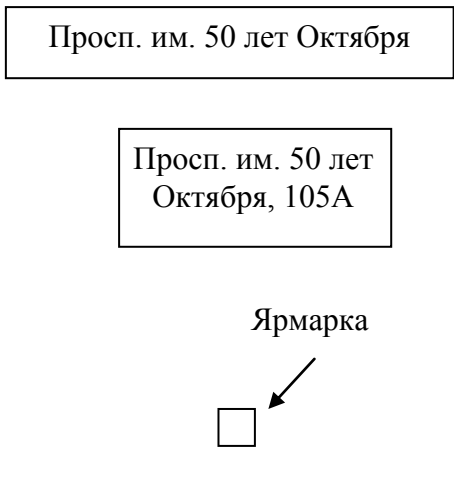 Просп. им. 50 лет Октября
Просп. им. 50 лет
Октября, 105А
Ярмарка